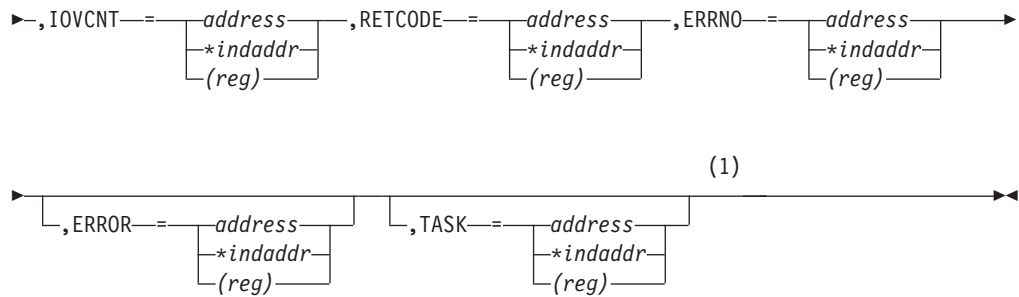 ,IOVCNT = address ,RETCODE = address ,ERRNO = address
*indaddr *indaddr *indaddr
(reg) (reg) (reg)
(1)
,ERROR = address ,TASK = address
*indaddr *indaddr
(reg) (reg)